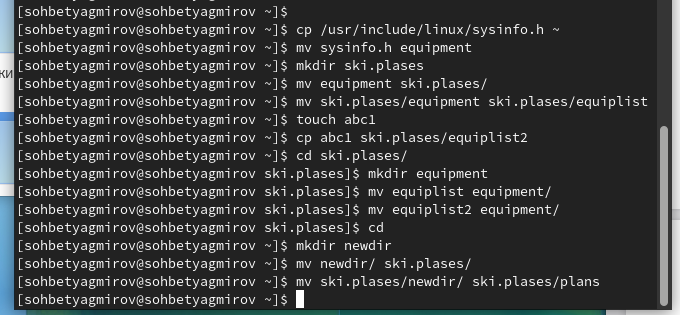 [sohbetyagmirov@sohbetyagmirov ~]$
[sohbetyagmirov@sohbetyagmirov ~]$ cp /usr/include/linux/sysinfo.h ~
[sohbetyagmirov@sohbetyagmirov ~]$ mv sysinfo.h equipment
[sohbetyagmirov@sohbetyagmirov ~]$ mkdir ski.plases
[sohbetyagmirov@sohbetyagmirov ~]$ mv equipment ski.plases/
[sohbetyagmirov@sohbetyagmirov ~]$ mv ski.plases/equipment ski.plases/equiplist
[sohbetyagmirov@sohbetyagmirov ~]$ touch abc1
[sohbetyagmirov@sohbetyagmirov ~]$ cp abc1 ski.plases/equiplist2
[sohbetyagmirov@sohbetyagmirov ~]$ cd ski.plases/
[sohbetyagmirov@sohbetyagmirov ski.plases]$ mkdir equipment
[sohbetyagmirov@sohbetyagmirov ski.plases]$ mv equiplist equipment/
[sohbetyagmirov@sohbetyagmirov ski.plases]$ mv equiplist2 equipment/
[sohbetyagmirov@sohbetyagmirov ski.plases]$ cd
[sohbetyagmirov@sohbetyagmirov ~]$ mkdir newdir
[sohbetyagmirov@sohbetyagmirov ~]$ mv newdir/ ski.plases/
[sohbetyagmirov@sohbetyagmirov ~]$ mv ski.plases/newdir/ ski.plases/plans
[sohbetyagmirov@sohbetyagmirov ~]$